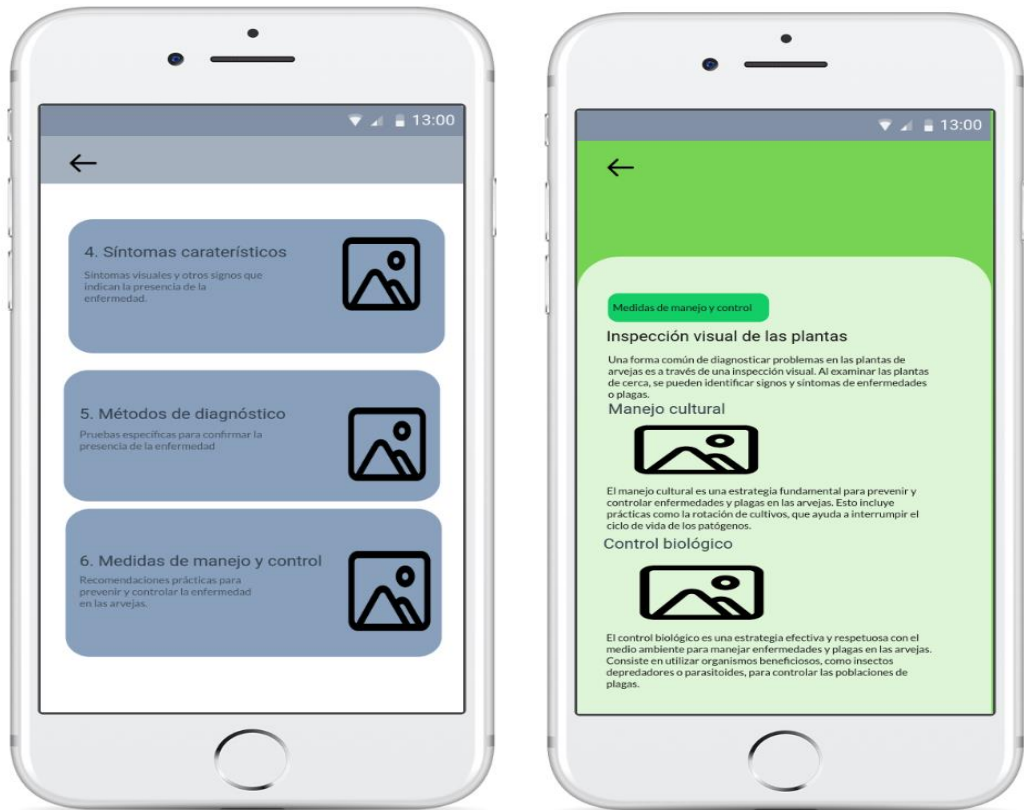 13:00
4. Síntomas caraterísticos
Síntomas visuales y otros signos que
indican la presencia de la
enfermedad.
5. Métodos de diagnóstico
Pruebas específicas para confirmar la
presencia de la enfermedad
6. Medidas de manejo y control
Recomendaciones prácticas para
prevenir y controlar la enfermedad
en las arvejas.
13:00
Medidas de manejo y control
Inspección visual de las plantas
Una forma común de diagnosticar problemas en las plantas de
arvejas es a través de una inspección visual. Al examinar las plantas
de cerca, se pueden identificar signos y síntomas de enfermedades
o plagas.
Manejo cultural
El manejo cultural es una estrategia fundamental para prevenir y
controlar enfermedades y plagas en las arvejas. Esto incluye
prácticas como la rotación de cultivos, que ayuda a interrumpir el
ciclo de vida de los patógenos.
Control biológico
El control biológico es una estrategia efectiva y respetuosa con el
medio ambiente para manejar enfermedades y plagas en las arvejas.
Consiste en utilizar organismos beneficiosos, como insectos
depredadores o parasitoides, para controlar las poblaciones de
plagas.